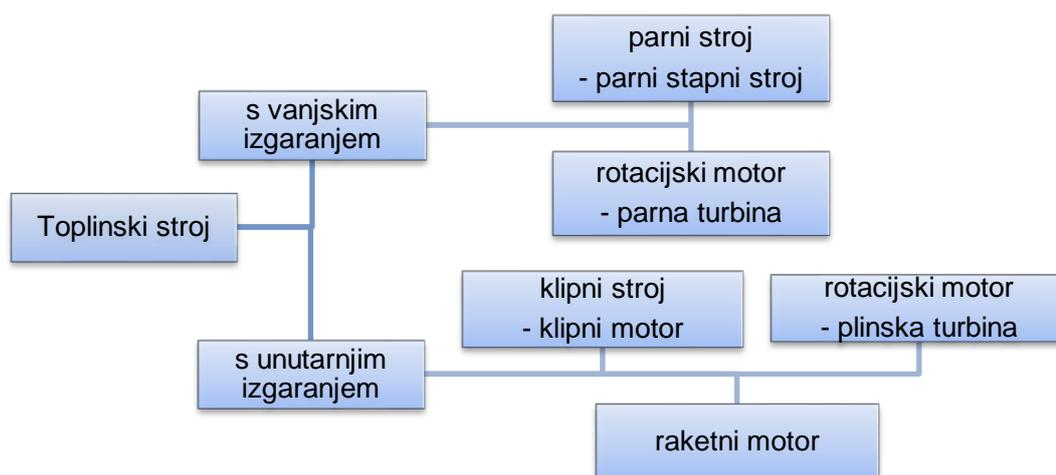 parni stroj
- parni stapni stroj
s vanjskim
izgaranjem
rotacijski motor
- parna turbina
Toplinski stroj
klipni stroj
- klipni motor
rotacijski motor
- plinska turbina
s unutarnjim
izgaranjem
raketni motor